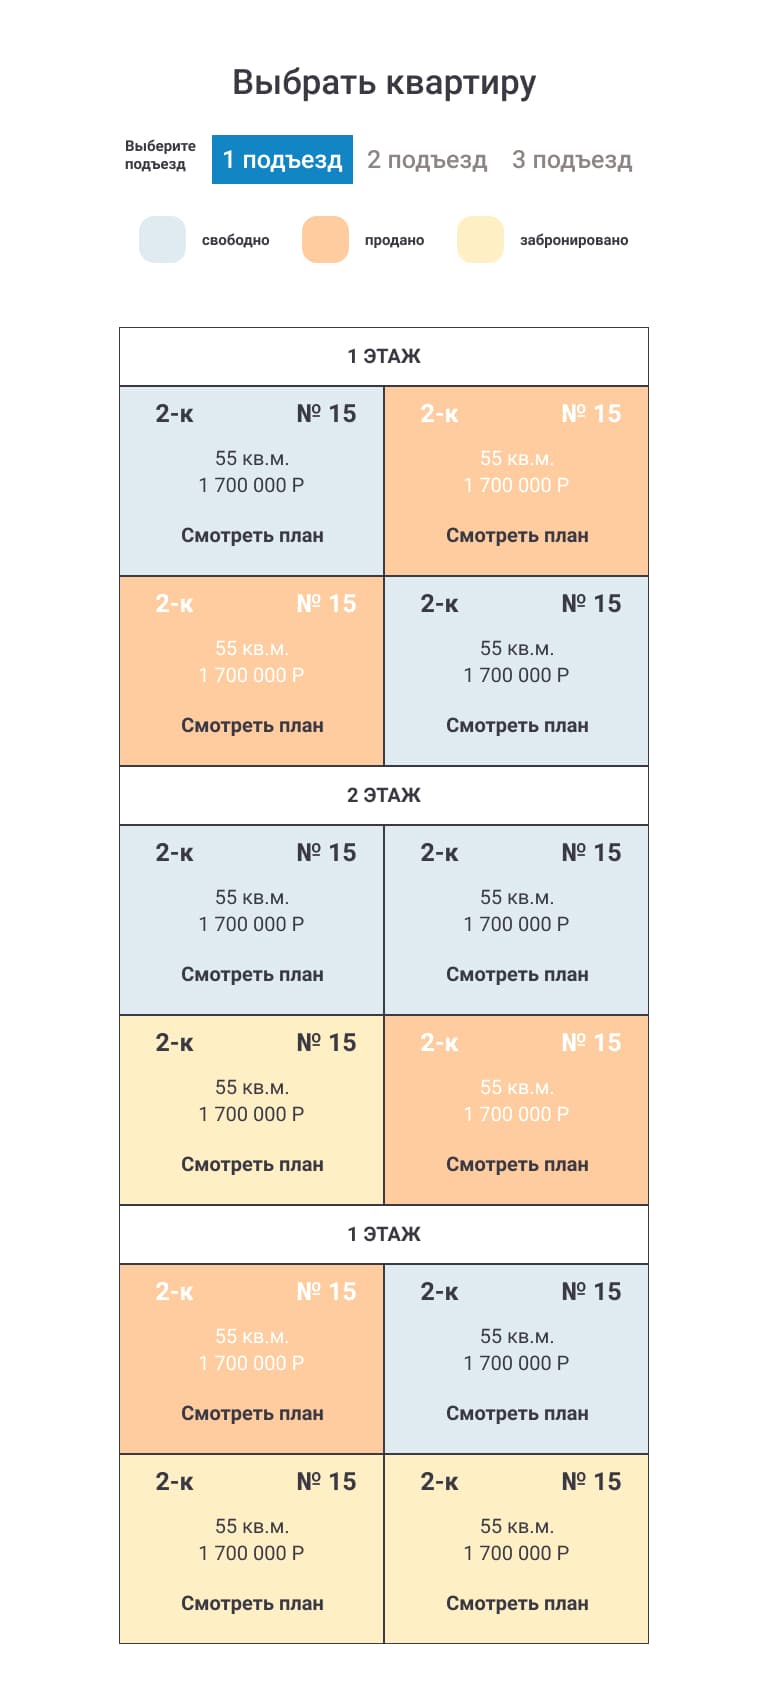 Выбрать квартиру
Выберите
подъезд
1 подъезд 2 подъезд 3 подъезд
свободно продано забронировано
1 ЭТАЖ
2-к № 15 2-к № 15
55 кв.м. 55 кв.м.
1 700 000 Р 1 700 000 Р
Смотреть план Смотреть план
2-к № 15 2-к № 15
55 кв.м. 55 кв.м.
1 700 000 Р 1 700 000 Р
Смотреть план Смотреть план
2 ЭТАЖ
2-к № 15 2-к № 15
55 кв.м. 55 кв.м.
1 700 000 Р 1 700 000 Р
Смотреть план Смотреть план
2-к № 15 2-к № 15
55 кв.м. 55 кв.м.
1 700 000 Р 1 700 000 Р
Смотреть план Смотреть план
1 ЭТАЖ
2-к № 15 2-к № 15
55 кв.м. 55 кв.м.
1 700 000 Р 1 700 000 Р
Смотреть план Смотреть план
2-к № 15 2-к № 15
55 кв.м. 55 кв.м.
1 700 000 Р 1 700 000 Р
Смотреть план Смотреть план